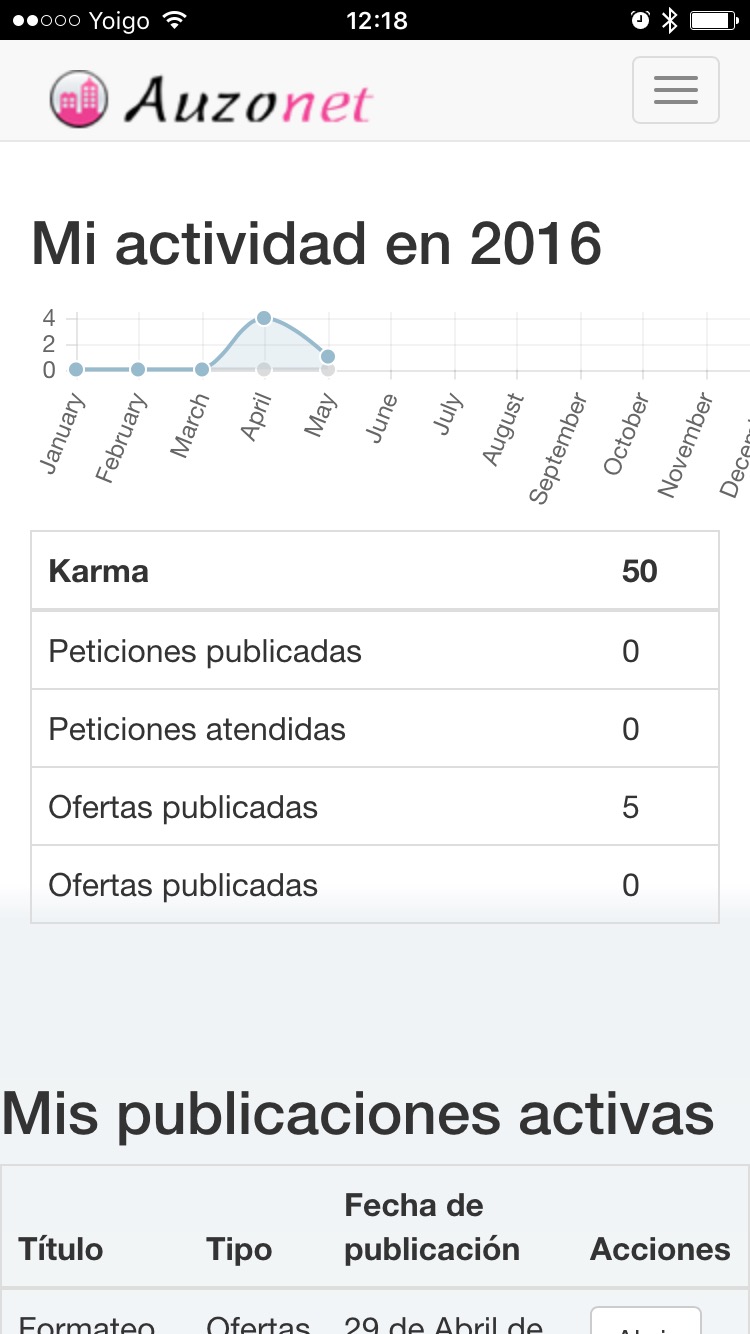 Yoigo 12:18
Auzonet
Mi actividad en 2016
4
2
0
January February March April May June July August September October November
Karma 50
Peticiones publicadas 0
Peticiones atendidas 0
Ofertas publicadas 5
Ofertas publicadas 0
Mis publicaciones activas
Fecha de
Título Tipo publicación Acciones
Formateo Ofertas 29 de Abril de